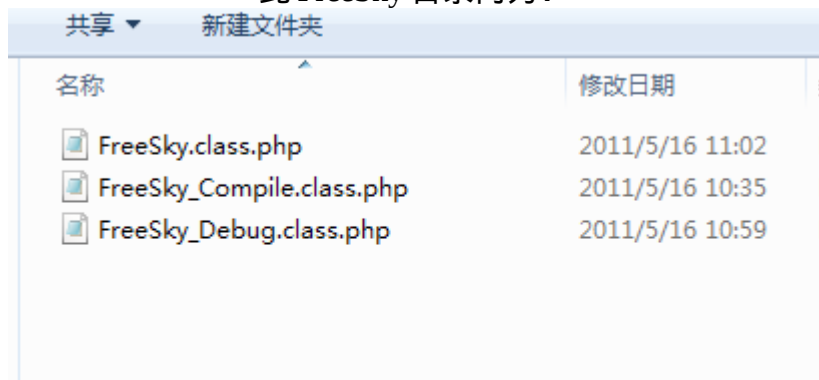 共享 新建文件夹
名称 修改日期
FreeSky.class.php 2011/5/16 11:02
FreeSky_Compile.class.php 2011/5/16 10:35
FreeSky_Debug.class.php 2011/5/16 10:59